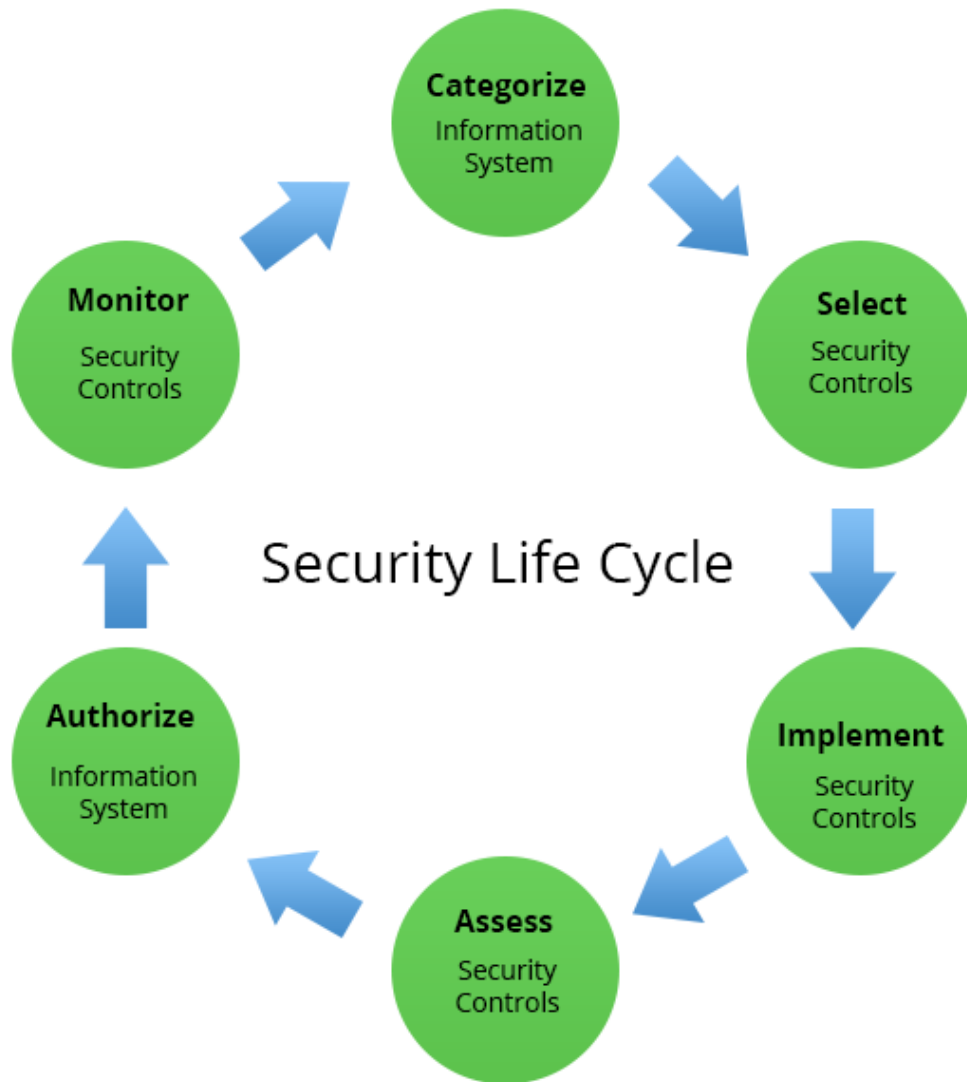 Categorize
Information
System
Select
Security
Controls
Implement
Security
Controls
Assess
Security
Controls
Authorize
Information
System
Monitor
Security
Controls
Security Life Cycle